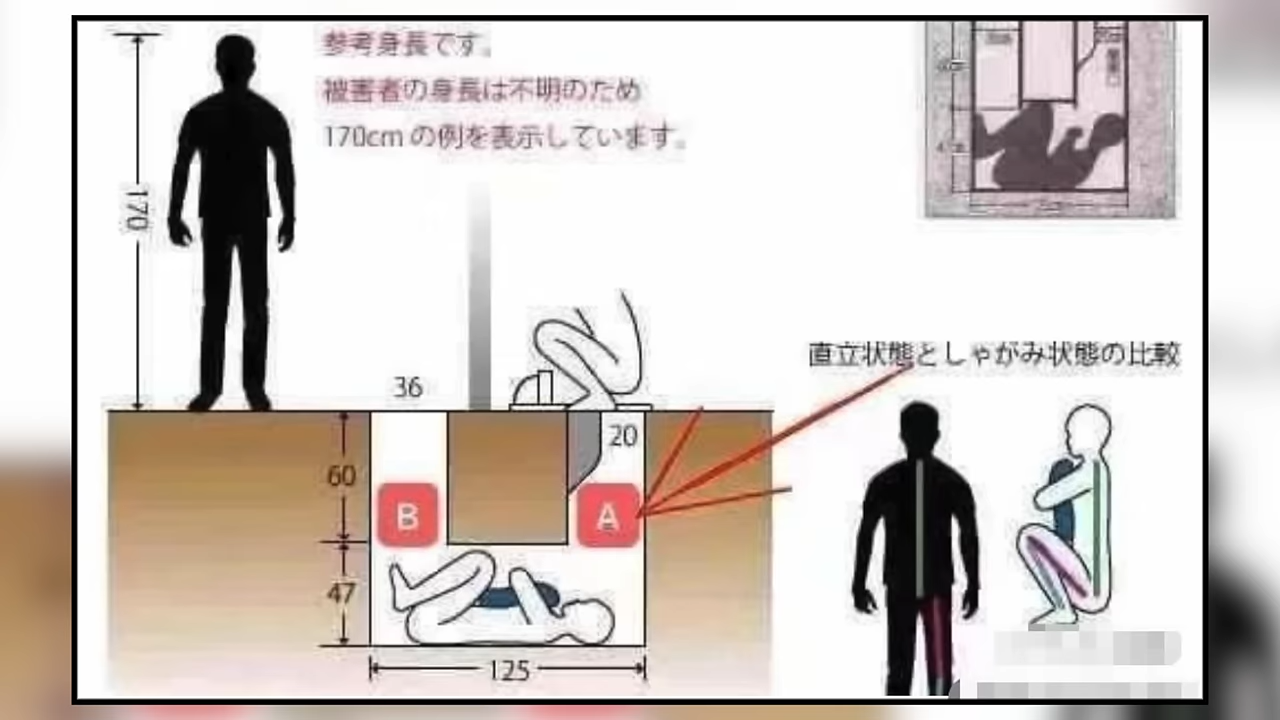 参考身長です。
被害者の身長は不明のため
170cm の例を表示しています。
170
36
直立状態としゃがみ状態の比較
20
60
B
A
47
125